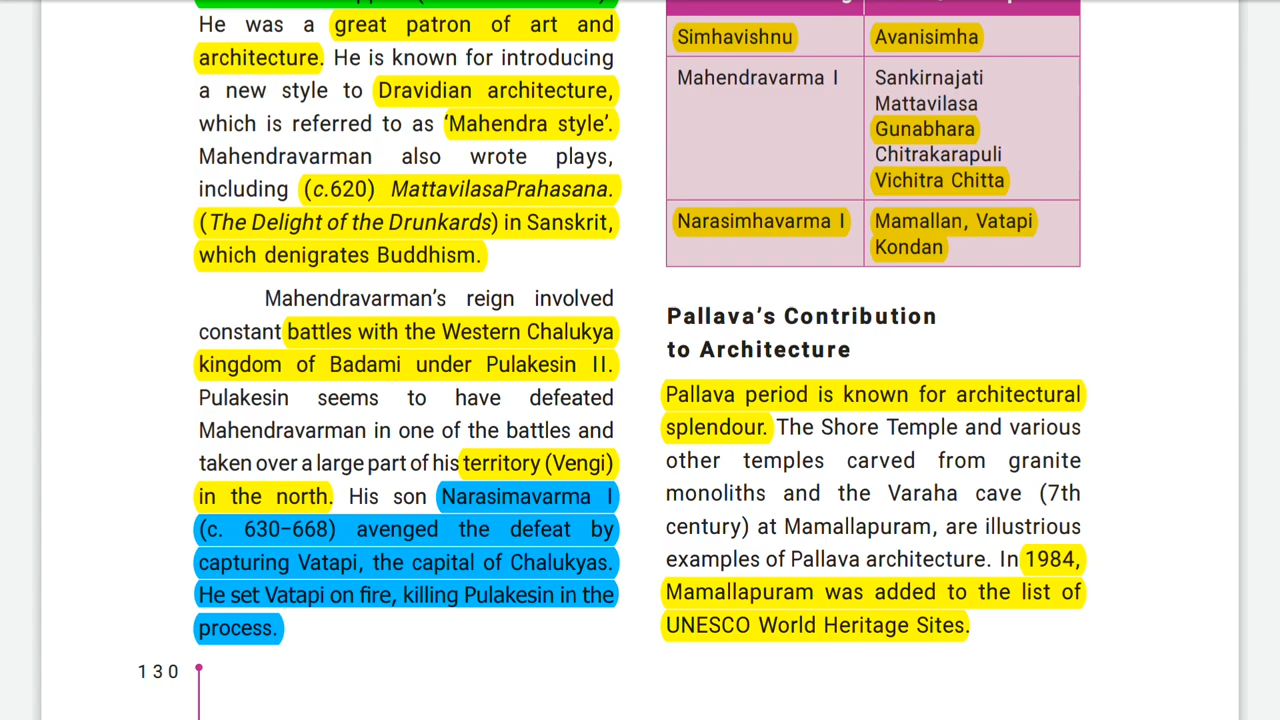 He was a great patron of art and
architecture. He is known for introducing
a new style to Dravidian architecture,
which is referred to as ‘Mahendra style’.
Mahendravarman also wrote plays,
including (c.620) MattavilasaPrahasana.
(The Delight of the Drunkards) in Sanskrit,
which denigrates Buddhism.
Mahendravarman’s reign involved
constant battles with the Western Chalukya
kingdom of Badami under Pulakesin II.
Pulakesin seems to have defeated
Mahendravarman in one of the battles and
taken over a large part of his territory (Vengi)
in the north. His son Narasimavarma I
(c. 630–668) avenged the defeat by
capturing Vatapi, the capital of Chalukyas.
He set Vatapi on fire, killing Pulakesin in the
process.
130
Simhavishnu Avanisimha
Mahendravarma I Sankirnajati
Mattavilasa
Gunabhara
Chitrakarapuli
Vichitra Chitta
Narasimhavarma I Mamallan, Vatapi
Kondan
Pallava’s Contribution
to Architecture
Pallava period is known for architectural
splendour. The Shore Temple and various
other temples carved from granite
monoliths and the Varaha cave (7th
century) at Mamallapuram, are illustrious
examples of Pallava architecture. In 1984,
Mamallapuram was added to the list of
UNESCO World Heritage Sites.